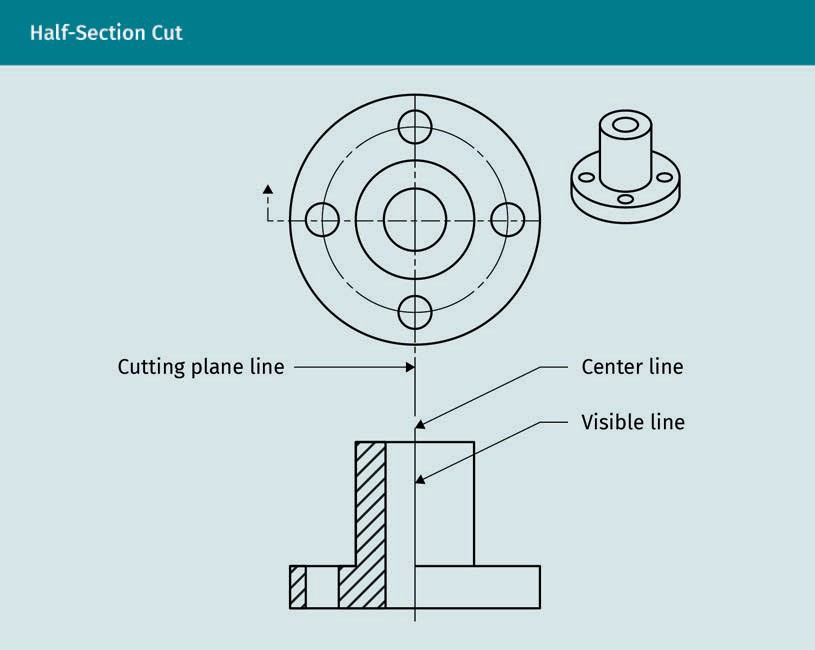 Half-Section Cut
Cutting plane line
Center line
Visible line